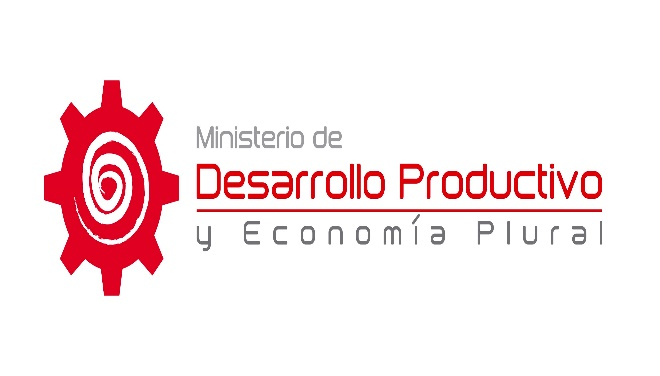 Ministerio de
Desarrollo Productivo
y Economía Plural